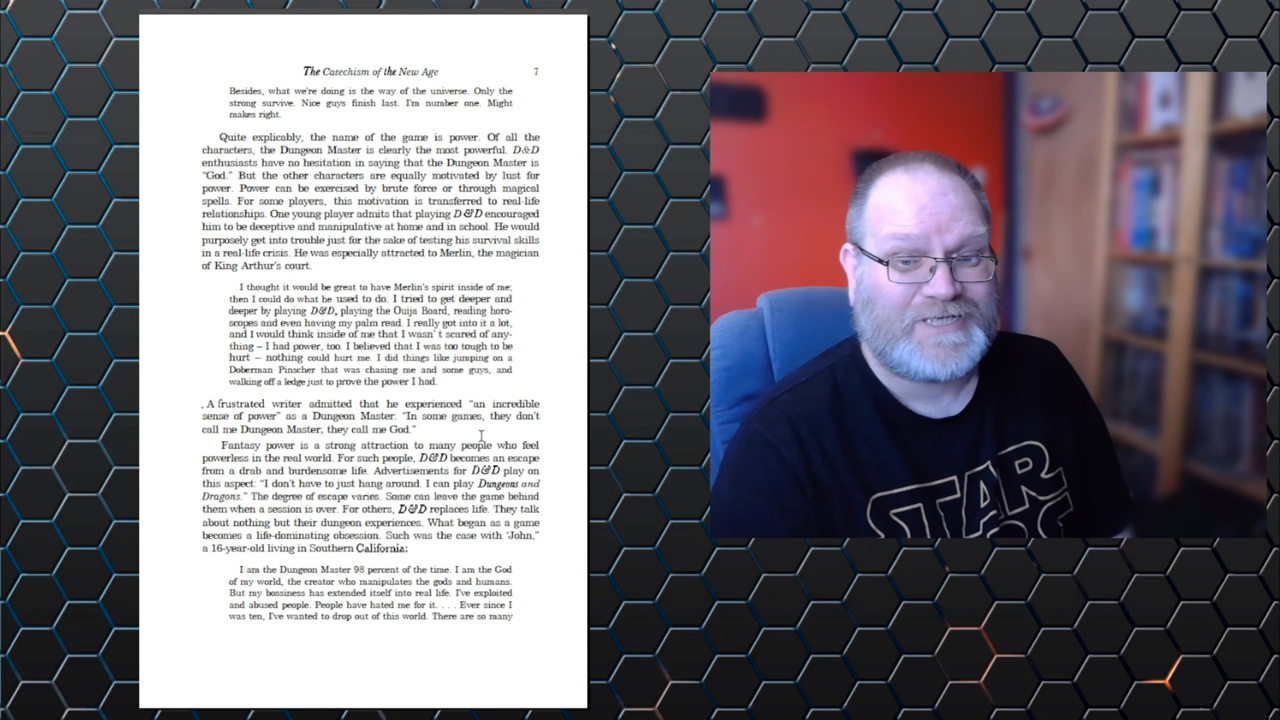 The Catechism of the New Age 7
Besides, what we're doing is the way of the universe. Only the
strong survive. Nice guys finish last. I'm number one. Might
makes right.
Quite explicably, the name of the game is power. Of all the
characters, the Dungeon Master is clearly the most powerful. D&D
enthusiasts have no hesitation in saying that the Dungeon Master is
"God." But the other characters are equally motivated by lust for
power. Power can be exercised by brute force or through magical
spells. For some players, this motivation is transferred to real-life
relationships. One young player admits that playing D&D encouraged
him to be deceptive and manipulative at home and in school. He would
purposely get into trouble just for the sake of testing his survival skills
in a real-life crisis. He was especially attracted to Merlin, the magician
of King Arthur's court.
I thought it would be great to have Merlin's spirit inside of me;
then I could do what he used to do. I tried to get deeper and
deeper by playing D&D, playing the Ouija Board, reading horo-
scopes and even having my palm read. I really got into it a lot,
and I would think inside of me that I wasn' t scared of any-
thing – I had power, too. I believed that I was too tough to be
hurt – nothing could hurt me. I did things like jumping on a
Doberman Pinscher that was chasing me and some guys, and
walking off a ledge just to prove the power I had.
, A frustrated writer admitted that he experienced "an incredible
sense of power" as a Dungeon Master: "In some games, they don't
call me Dungeon Master; they call me God."
Fantasy power is a strong attraction to many people who feel
powerless in the real world. For such people, D&D becomes an escape
from a drab and burdensome life. Advertisements for D&D play on
this aspect: "I don't have to just hang around. I can play Dungeons and
Dragons." The degree of escape varies. Some can leave the game behind
them when a session is over. For others, D&D replaces life. They talk
about nothing but their dungeon experiences. What began as a game
becomes a life-dominating obsession. Such was the case with 'John,"
a 16-year-old living in Southern California:
I am the Dungeon Master 98 percent of the time. I am the God
of my world, the creator who manipulates the gods and humans.
But my bossiness has extended itself into real life. I've exploited
and abused people. People have hated me for it. . . . Ever since I
was ten, I've wanted to drop out of this world. There are so many
STAR